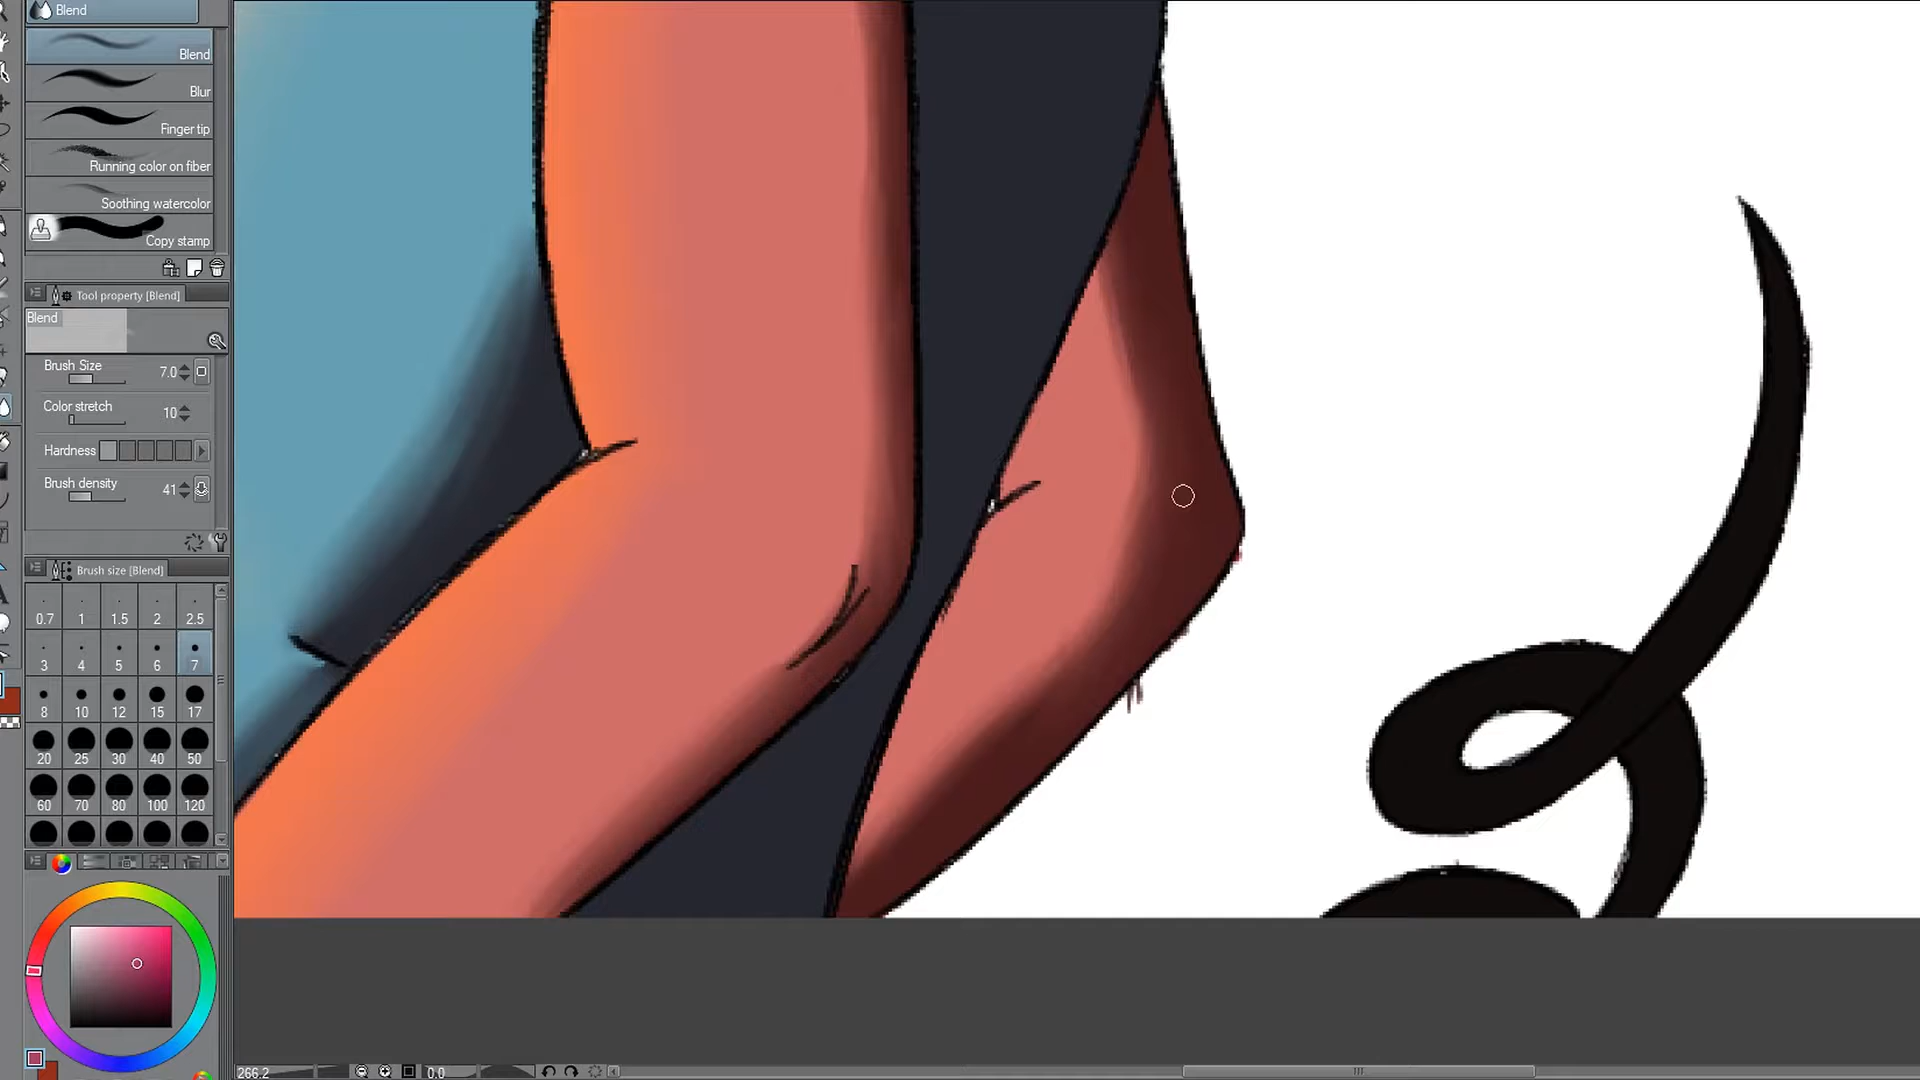 Blend
Blend
Blur
Finger tip
Running color on fiber
Soothing watercolor
Copy stamp
Tool property [Blend]
Blend
Brush Size 7.0
Color stretch 10
Hardness
Brush density 41
Brush size [Blend]
0.7 1 1.5 2 2.5
3 4 5 6 7
8 10 12 15 17
20 25 30 40 50
60 70 80 100 120
266.2 0.0